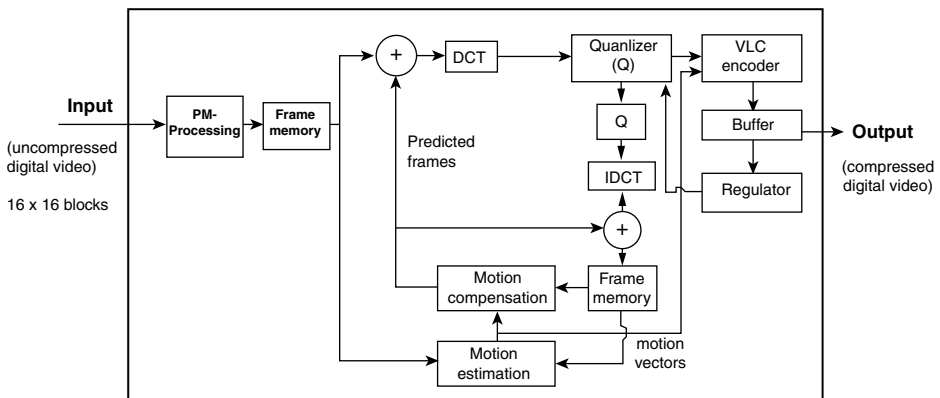 Input
(uncompressed
digital video)
16 x 16 blocks
PM-
Processing
Frame
memory
+
DCT
Quanlizer
(Q)
VLC
encoder
Q
Buffer
Output
(compressed
digital video)
Predicted
frames
IDCT
Regulator
+
Motion
compensation
Frame
memory
motion
vectors
Motion
estimation